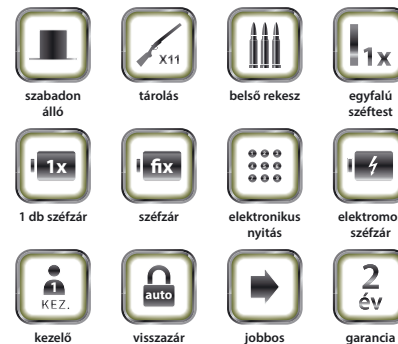 X11
1x
szabadon
álló
tárolás
belső rekesz
egyfalú
széftest
1x
fix
1 db széfzár
széfzár
elektronikus
nyitás
elektromo
széfzár
1
KEZ.
auto
2
év
kezelő
visszazár
jobbos
garancia